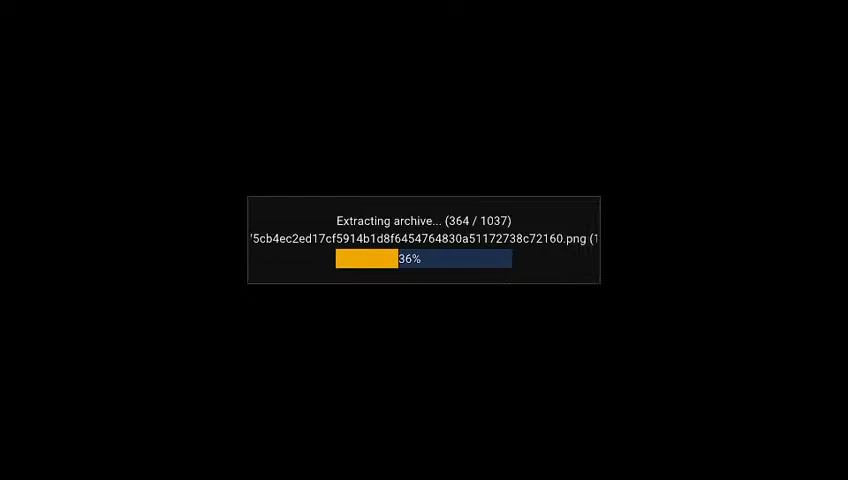 Extracting archive... (364 / 1037)
'5cb4ec2ed17cf5914b1d8f6454764830a51172738c72160.png (1
36%